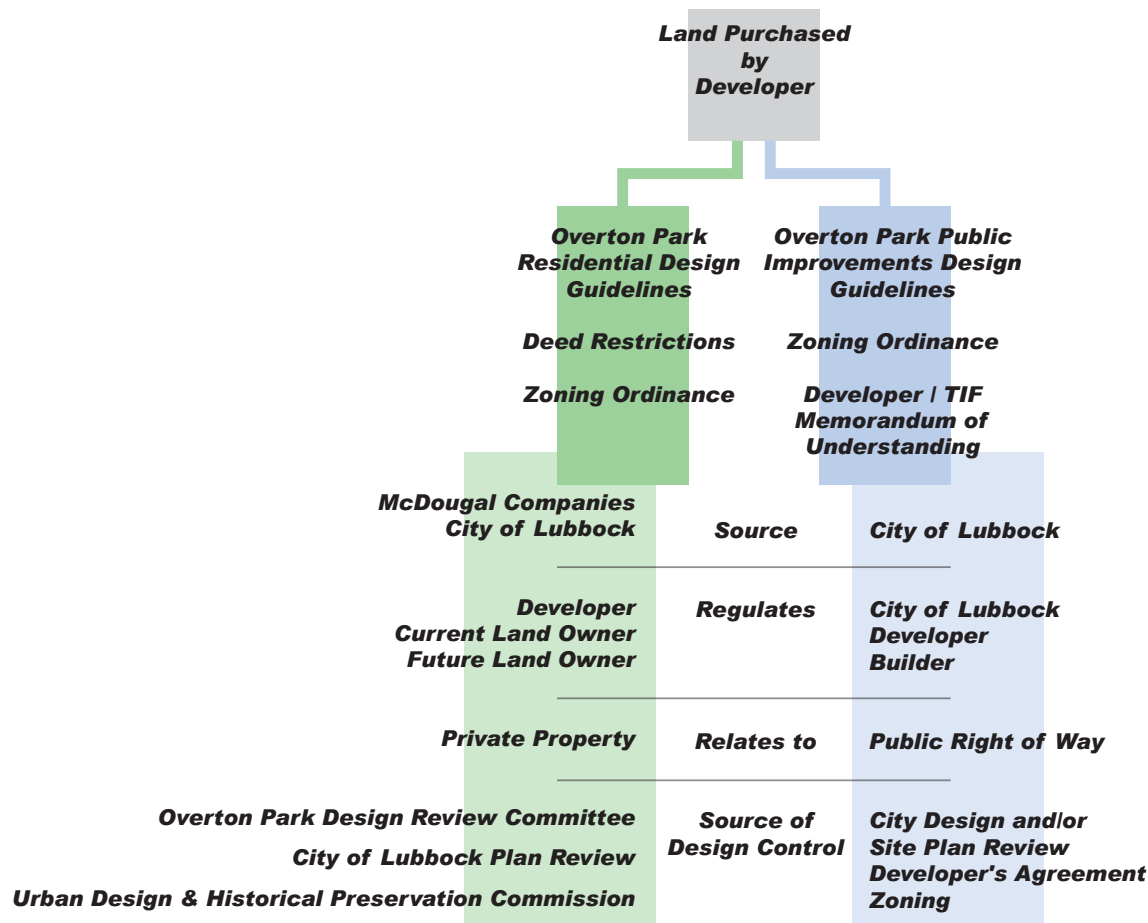 Land Purchased
by
Developer
Overton Park
Residential Design
Guidelines
Deed Restrictions
Zoning Ordinance
Overton Park Public
Improvements Design
Guidelines
Zoning Ordinance
Developer / TIF
Memorandum of
Understanding
McDougal Companies
City of Lubbock
Source
City of Lubbock
Developer
Current Land Owner
Future Land Owner
Regulates
City of Lubbock
Developer
Builder
Private Property
Relates to
Public Right of Way
Overton Park Design Review Committee
City of Lubbock Plan Review
Urban Design & Historical Preservation Commission
Source of
Design Control
City Design and/or
Site Plan Review
Developer's Agreement
Zoning